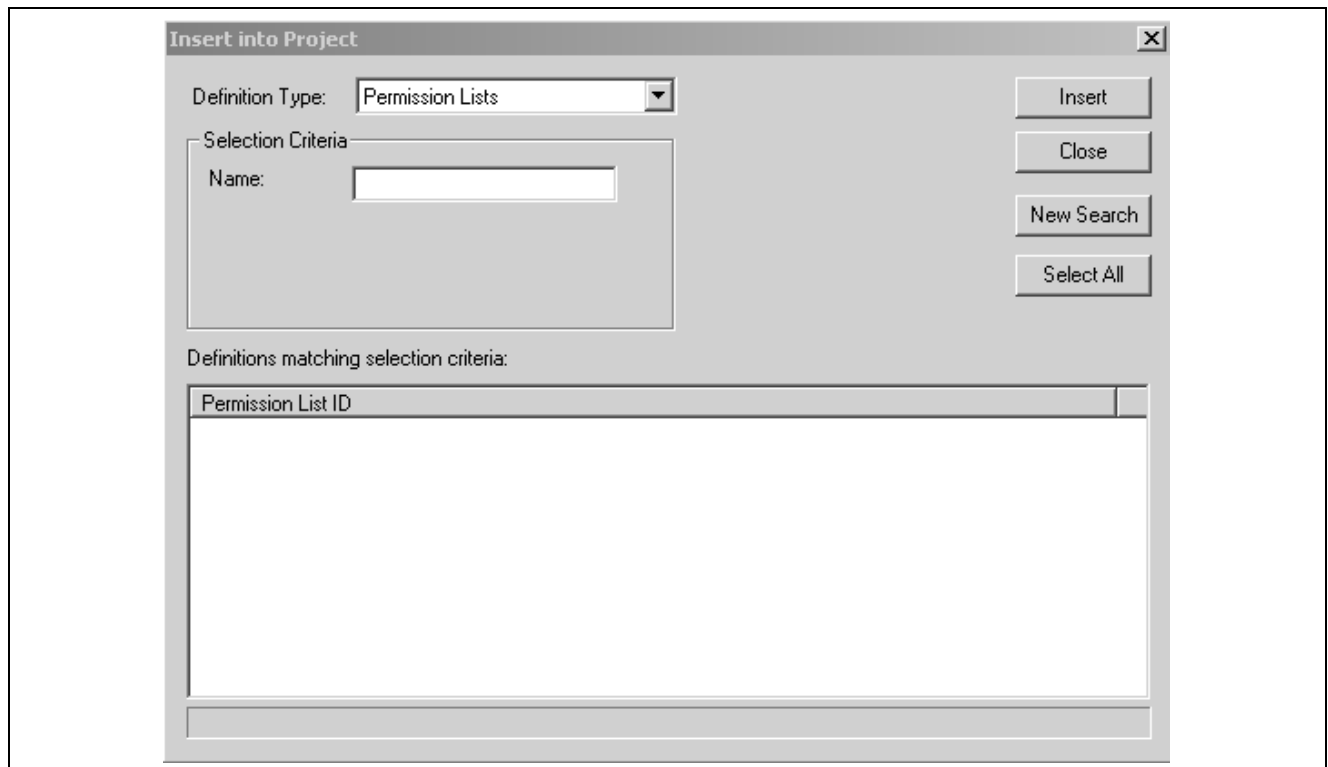 Insert into Project
Definition Type: Permission Lists
Insert
Selection Criteria
Close
Name:
New Search
Select All
Definitions matching selection criteria:
Permission List ID